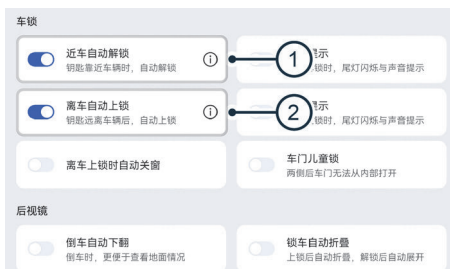 车锁
近车自动解锁
钥匙靠近车辆时，自动解锁
1
提示
锁时，尾灯闪烁与声音提示
离车自动上锁
钥匙远离车辆后，自动上锁
2
提示
锁时，尾灯闪烁与声音提示
离车上锁时自动关窗
车门儿童锁
两侧后车门无法从内部打开
后视镜
倒车自动下翻
倒车时，更便于查看地面情况
锁车自动折叠
上锁后自动折叠，解锁后自动展开